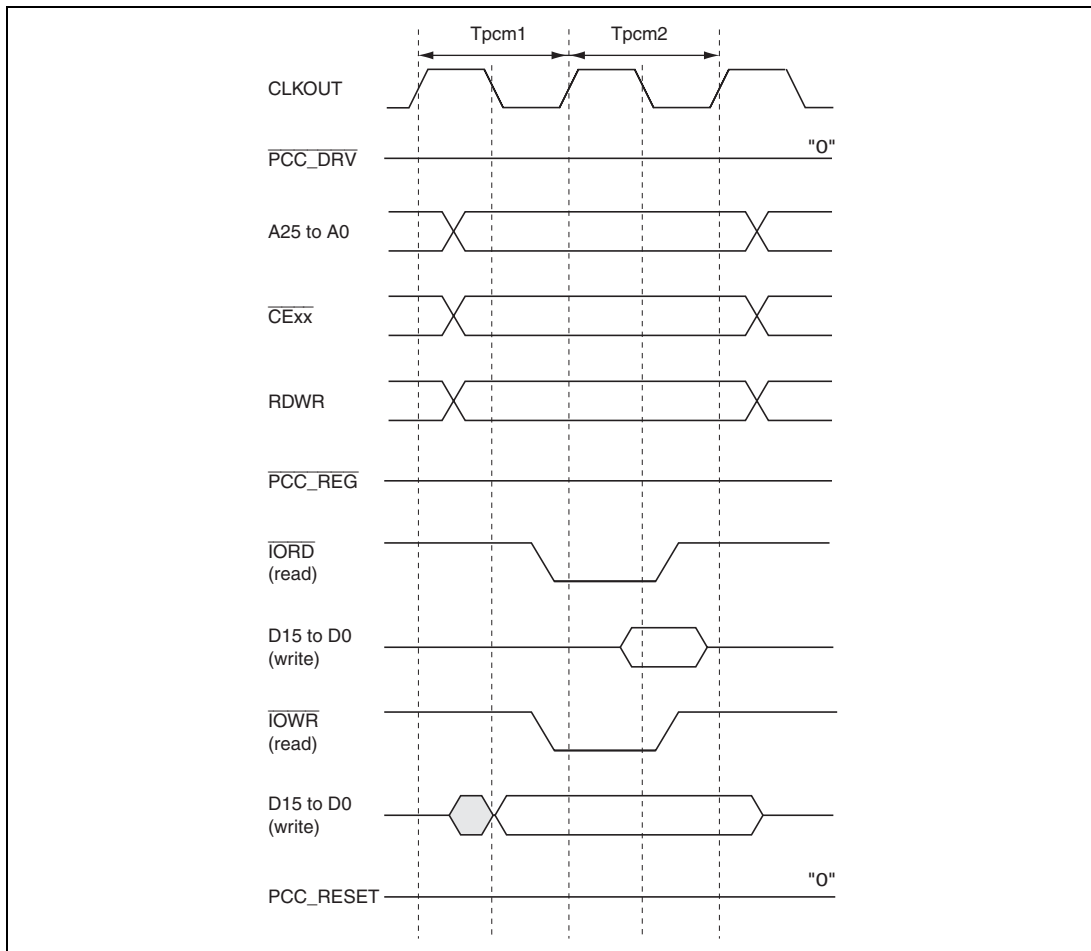 Tpcm1 Tpcm2
CLKOUT
"0"
PCC_DRV
A25 to A0
CExx
RDWR
PCC_REG
IORD
(read)
D15 to D0
(write)
IOWR
(read)
D15 to D0
(write)
"0"
PCC_RESET